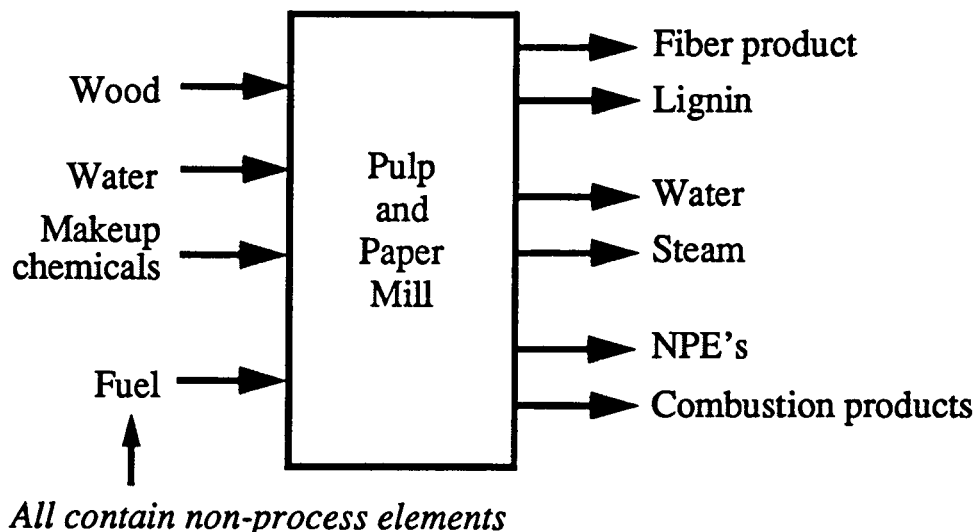 Wood
Water
Makeup
chemicals
Fuel
All contain non-process elements
Pulp
and
Paper
Mill
Fiber product
Lignin
Water
Steam
NPE's
Combustion products